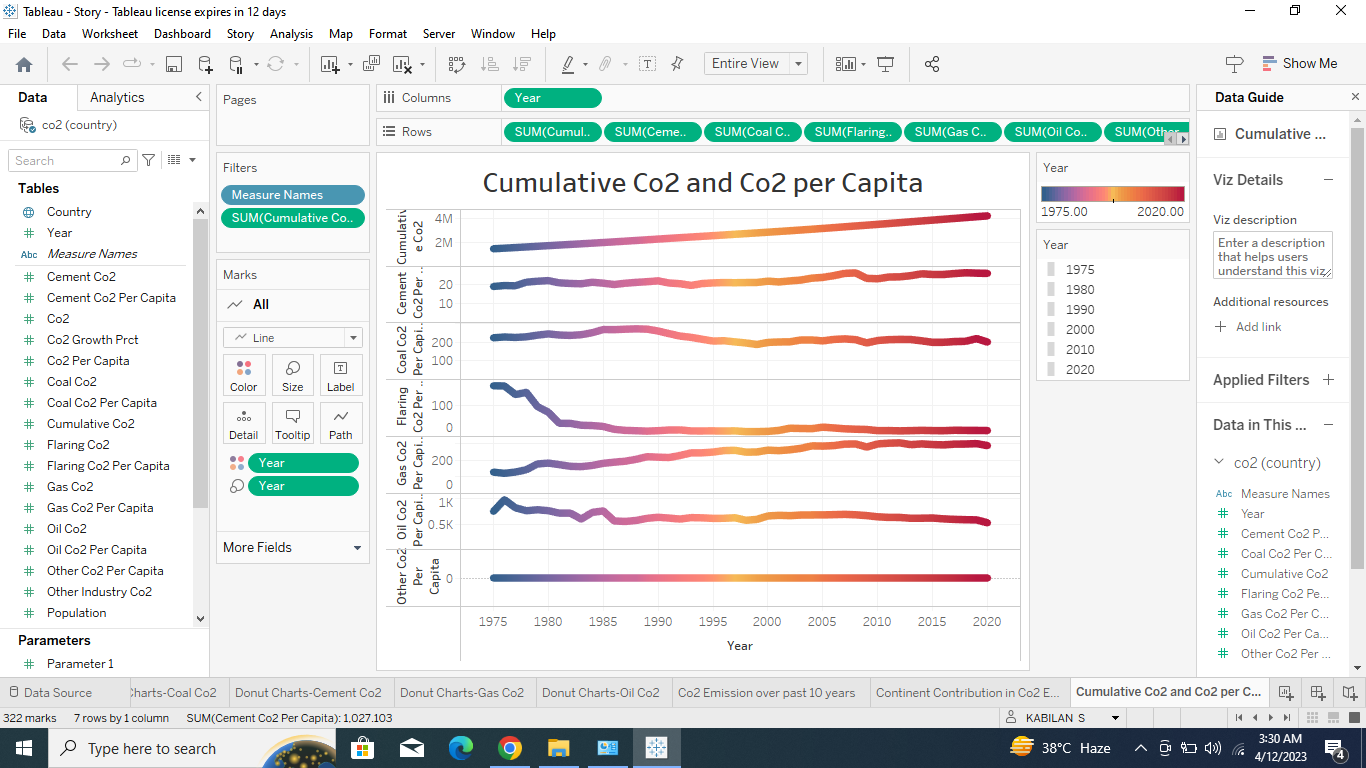 Tableau - Story - Tableau license expires in 12 days
File Data Worksheet Dashboard Story Analysis Map Format Server Window Help
Entire View
Show Me
Data Analytics
co2 (country)
Search
Tables
Country
Year
Abc Measure Names
Cement Co2
Cement Co2 Per Capita
Co2
Co2 Growth Prct
Co2 Per Capita
Coal Co2
Coal Co2 Per Capita
Cumulative Co2
Flaring Co2
Flaring Co2 Per Capita
Gas Co2
Gas Co2 Per Capita
Oil Co2
Oil Co2 Per Capita
Other Co2 Per Capita
Other Industry Co2
Population
Parameters
Parameter 1
Pages
Filters
Measure Names
SUM(Cumulative Co..
Marks
All
Line
Color Size Label
Detail Tooltip Path
Year
Year
More Fields
Columns Year
Rows SUM(Cumul.. SUM(Ceme.. SUM(Coal C.. SUM(Flaring.. SUM(Gas C.. SUM(Oil Co.. SUM(Other
Cumulative Co2 and Co2 per Capita
Cumulativ
e Co2
4M
2M
Cement
Co2 Per ..
20
10
Coal Co2
Per Capi..
200
100
Flaring
Co2 Per ..
100
0
Gas Co2
Per Capi..
200
0
Oil Co2
Per Capi..
1K
0.5K
Other Co2
Per
Capita
0
1975 1980 1985 1990 1995 2000 2005 2010 2015 2020
Year
Year
1975.00 2020.00
Year
1975
1980
1990
2000
2010
2020
Data Guide
Cumulative ...
Viz Details
Viz description
Enter a description
that helps users
understand this viz
Additional resources
Add link
Applied Filters
Data in This ...
co2 (country)
Abc Measure Names
Year
Cement Co2 P...
Coal Co2 Per C...
Cumulative Co2
Flaring Co2 Pe...
Gas Co2 Per C...
Oil Co2 Per Ca...
Other Co2 Per ...
Data Source Charts-Coal Co2 Donut Charts-Cement Co2 Donut Charts-Gas Co2 Donut Charts-Oil Co2 Co2 Emission over past 10 years Continent Contribution in Co2 E... Cumulative Co2 and Co2 per C...
322 marks 7 rows by 1 column SUM(Cement Co2 Per Capita): 1,027.103
KABILAN S
Type here to search
38°C Haze
3:30 AM
4/12/2023
4